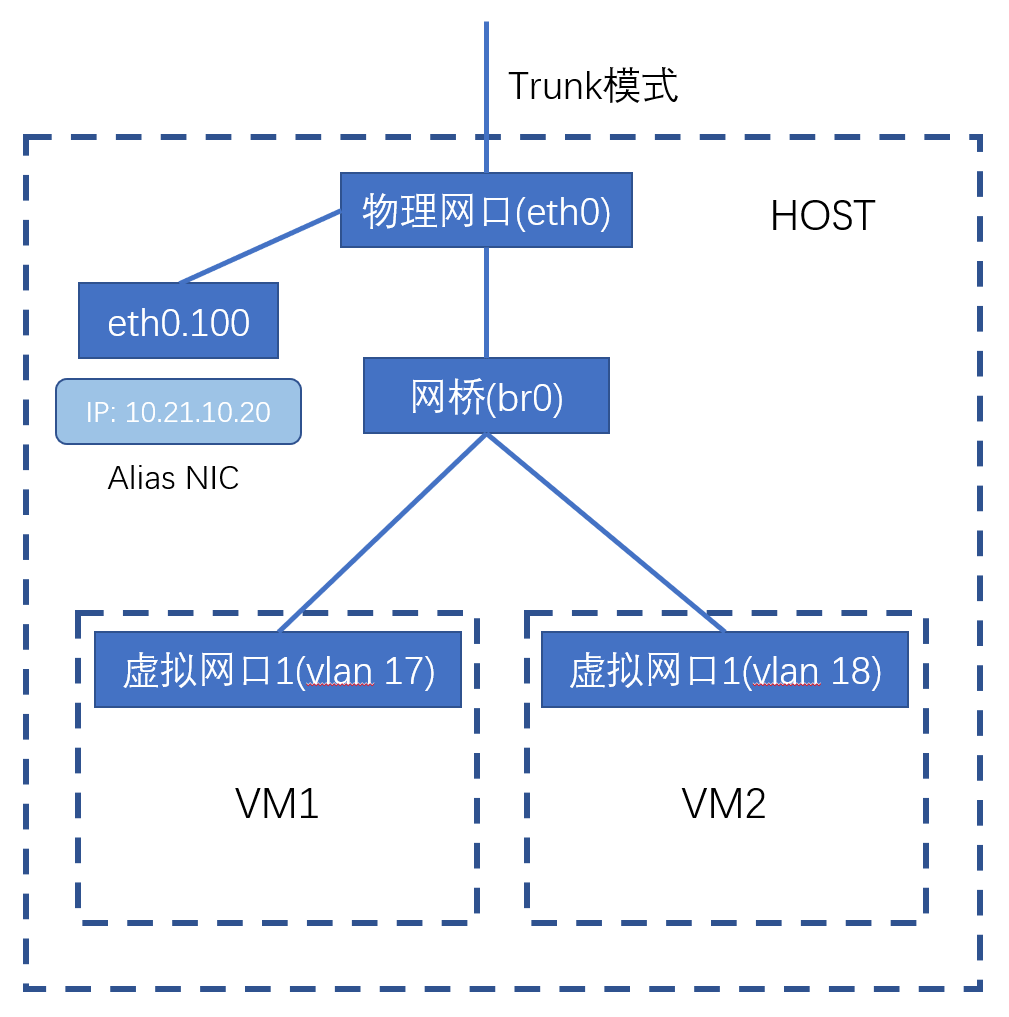 Trunk模式
物理网口(eth0)
HOST
eth0.100
网桥(br0)
IP: 10.21.10.20
Alias NIC
虚拟网口1(vlan 17)
虚拟网口1(vlan 18)
VM1
VM2